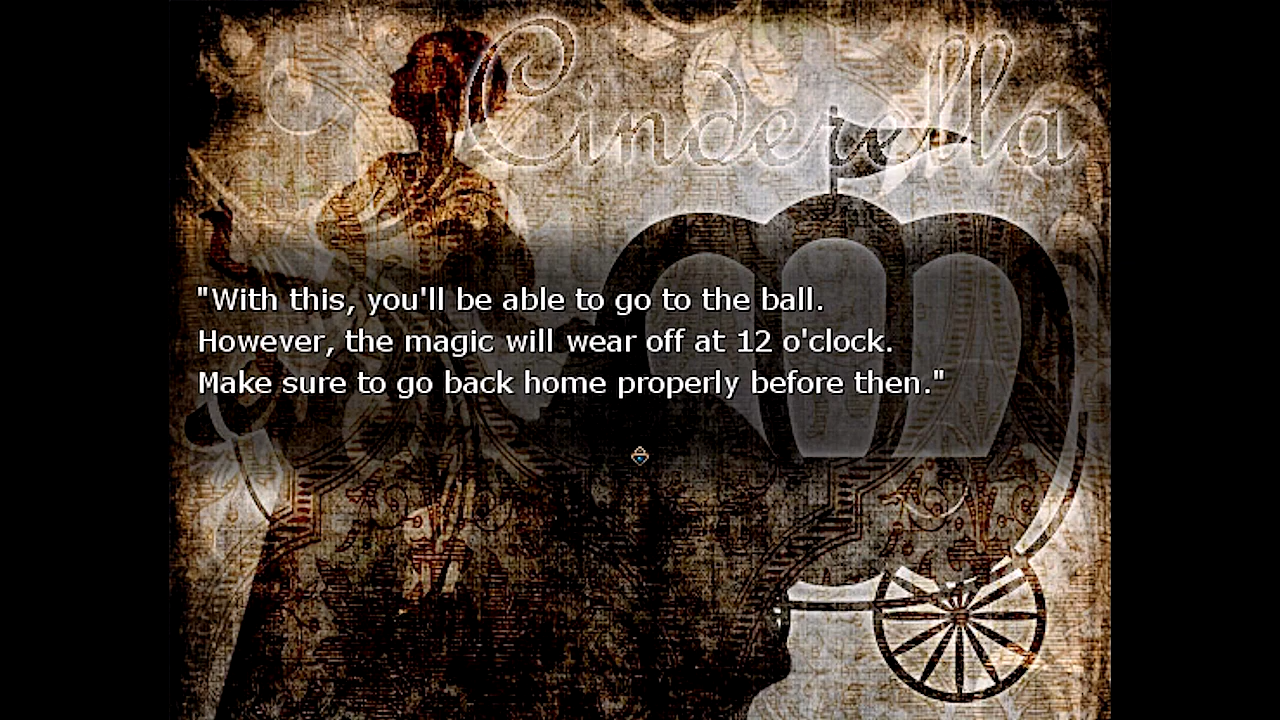 Cinderella
"With this, you'll be able to go to the ball.
However, the magic will wear off at 12 o'clock.
Make sure to go back home properly before then."